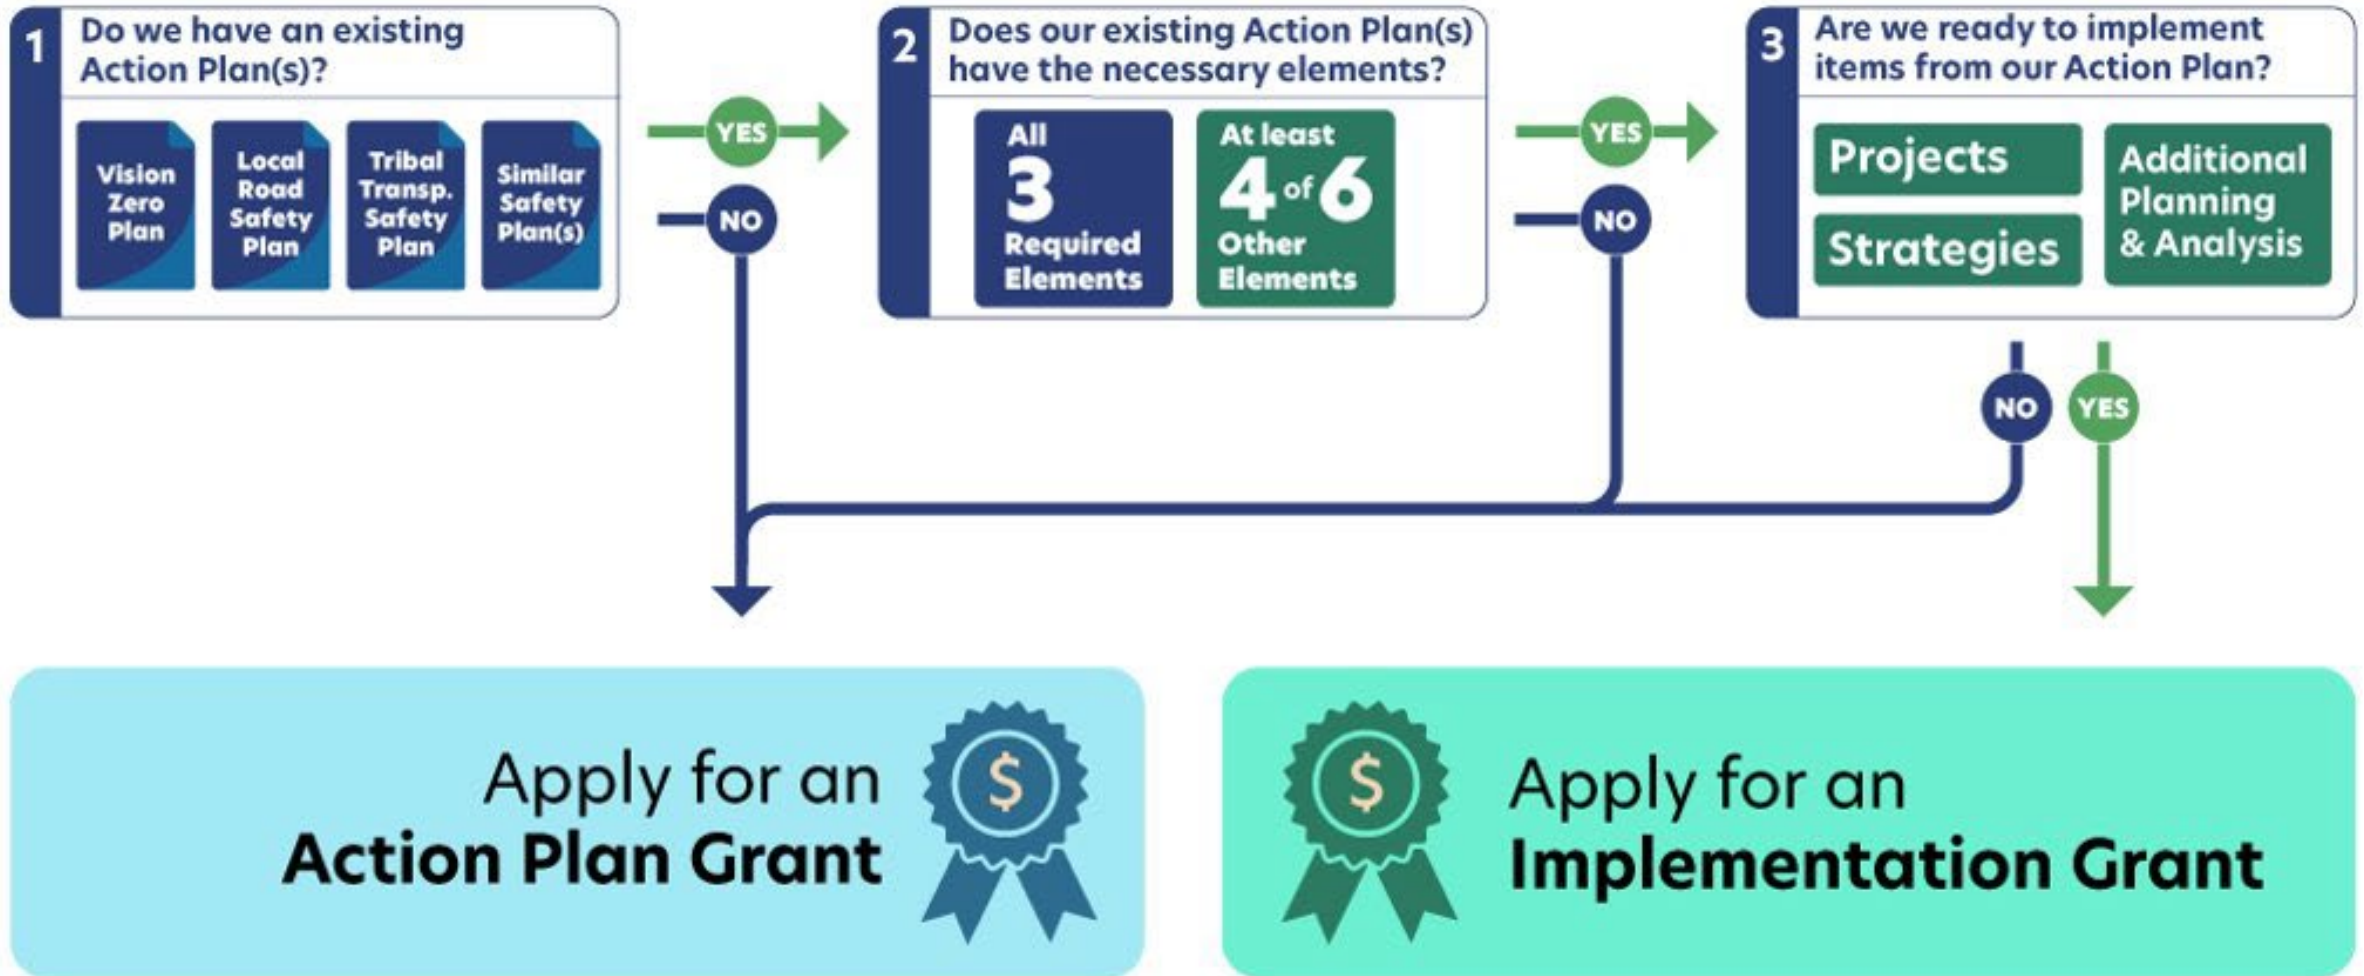 1
Do we have an existing
Action Plan(s)?
Vision
Zero
Plan
Local
Road
Safety
Plan
Tribal
Transp.
Safety
Plan
Similar
Safety
Plan(s)
YES
NO
2
Does our existing Action Plan(s)
have the necessary elements?
All
3
Required
Elements
At least
4 of 6
Other
Elements
YES
NO
3
Are we ready to implement
items from our Action Plan?
Projects
Strategies
Additional
Planning
& Analysis
NO
YES
$
Apply for an
Action Plan Grant
$
Apply for an
Implementation Grant